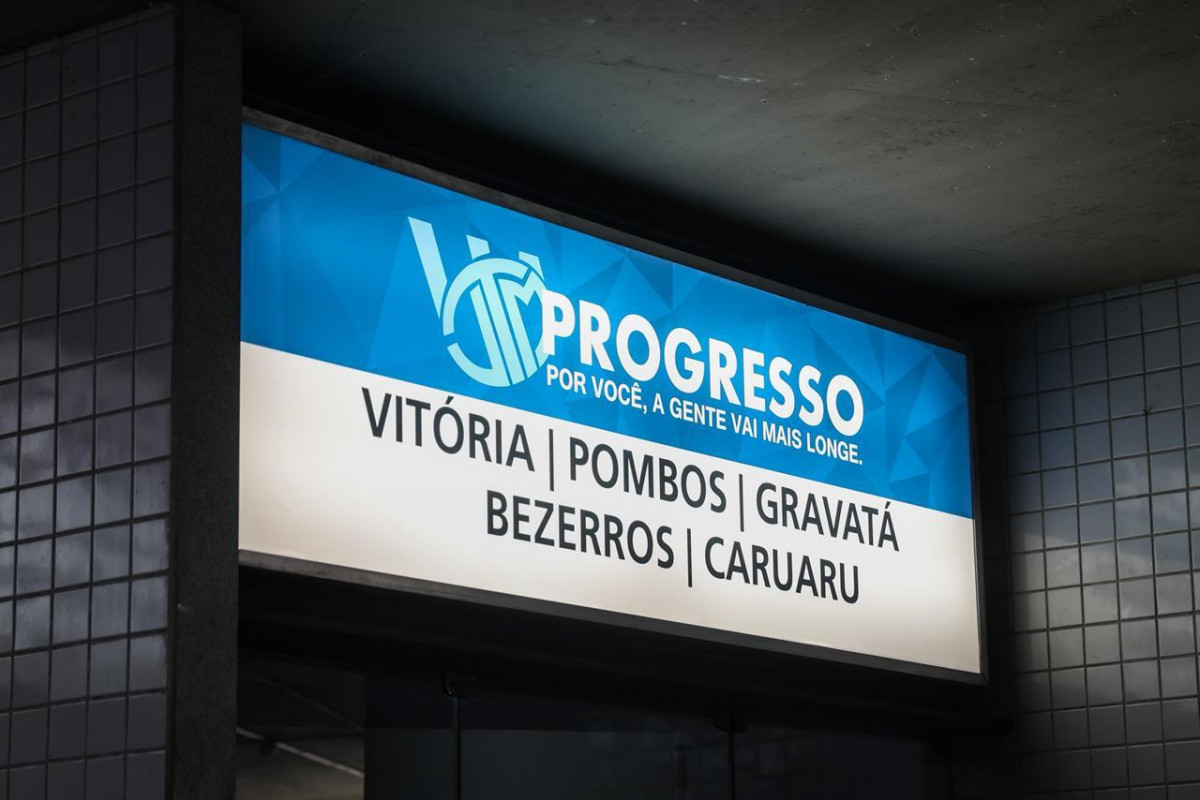 PROGRESSO
POR VOCÊ, A GENTE VAI MAIS LONGE.
VITÓRIA | POMBOS | GRAVATÁ
BEZERROS | CARUARU